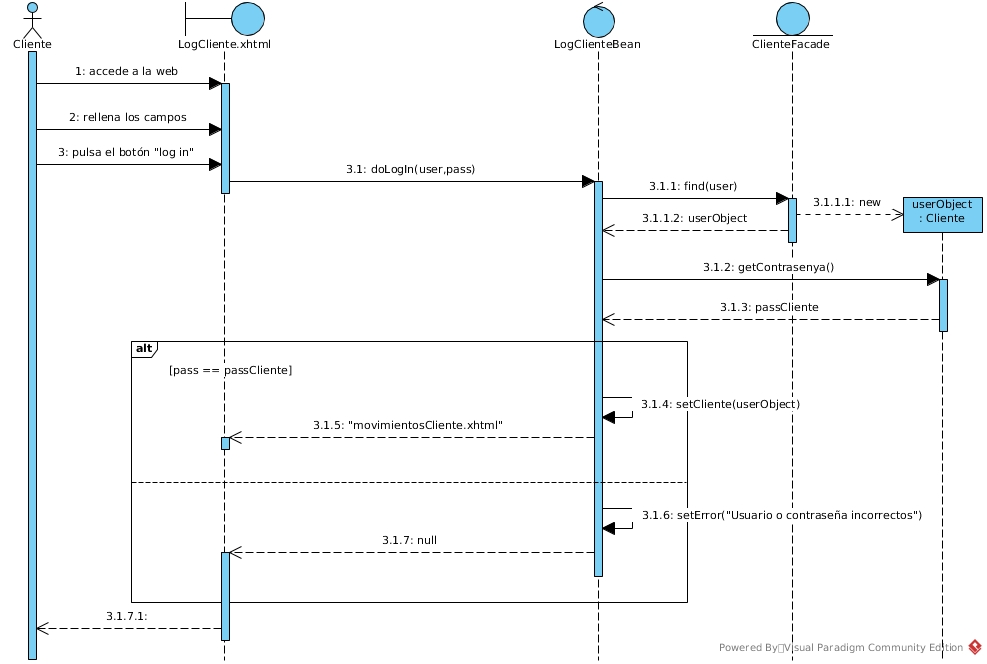 Cliente
LogCliente.xhtml
LogClienteBean
ClienteFacade
1: accede a la web
2: rellena los campos
3: pulsa el botón "log in"
3.1: doLogIn(user,pass)
3.1.1: find(user)
3.1.1.1: new
userObject
: Cliente
3.1.1.2: userObject
3.1.2: getContrasenya()
3.1.3: passCliente
alt
[pass == passCliente]
3.1.4: setCliente(userObject)
3.1.5: "movimientosCliente.xhtml"
3.1.6: setError("Usuario o contraseña incorrectos")
3.1.7: null
3.1.7.1:
Powered By Visual Paradigm Community Edition